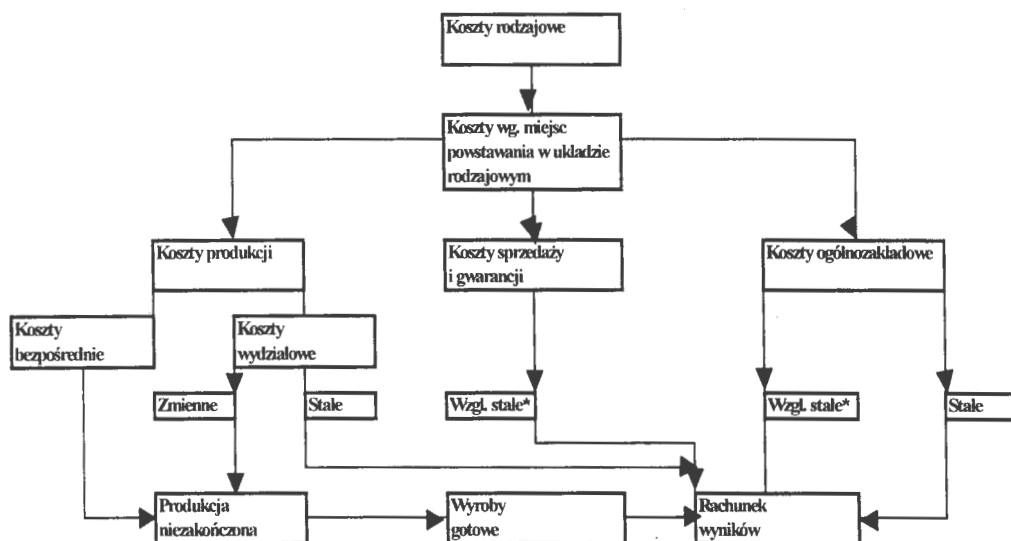 Koszty rodzajowe
Koszty wg. miejsc
powstawania w układzie
rodzajowym
Koszty produkcji
Koszty sprzedaży
i gwarancji
Koszty ogólnozakładowe
Koszty
bezpośrednie
Koszty
wydziałowe
Zmienne
Stałe
Wzgl. stałe*
Wzgl. stałe*
Stałe
Produkcja
niezakończona
Wyroby
gotowe
Rachunek
wyników